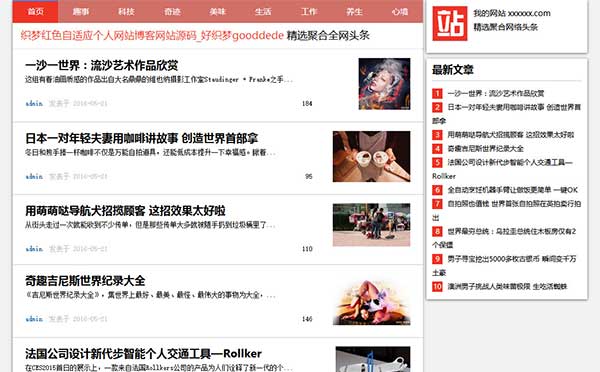 首页 趣事 科技 奇迹 美味 生活 工作 养生 心墙
织梦红色自适应个人网站博客网站源码_好织梦gooddede 精选聚合全网头条
一沙一世界：流沙艺术作品欣赏
这组有着油画质感的作品出自大名鼎鼎的维也纳摄影工作室Staudinger + Franke之手...
admin 发表于 2016-05-21 184
日本一对年轻夫妻用咖啡讲故事 创造世界首部拿
冬日和煦手捧一杯咖啡不仅是万能自拍道具，还能低成本提升一下幸福感。就着...
admin 发表于 2016-05-21 95
用萌萌哒导航犬招揽顾客 这招效果太好啦
从街头走过一次就能收到不少传单，但是那些传单大多就被随手扔到垃圾桶里了...
admin 发表于 2016-05-21 110
奇趣吉尼斯世界纪录大全
《吉尼斯世界纪录大全》，集世界上最好、最美、最怪、最伟大的事物为大全，...
admin 发表于 2016-05-21 146
法国公司设计新代步智能个人交通工具—Rollker
在CES2015首日的展示上，一款来自法国Rollkers公司的产品为人们诠释了新一代的个...
站
我的网站 xxxxxx.com
精选聚合网络头条
最新文章
1 一沙一世界：流沙艺术作品欣赏
2 日本一对年轻夫妻用咖啡讲故事 创造世界首
部拿
3 用萌萌哒导航犬招揽顾客 这招效果太好啦
4 奇趣吉尼斯世界纪录大全
5 法国公司设计新代步智能个人交通工具—
Rollker
6 全自动烹饪机器手臂让做饭更简单 一键OK
7 自拍照也值钱 世界首张自拍照在英拍卖行拍
出
8 世界最穷总统：乌拉圭总统住木板房仅有2
个保镖
9 男子寻宝挖出5000多枚古银币 瞬间变千万
土豪
10 澳洲男子挑战人类味蕾极限 生吃活蜘蛛